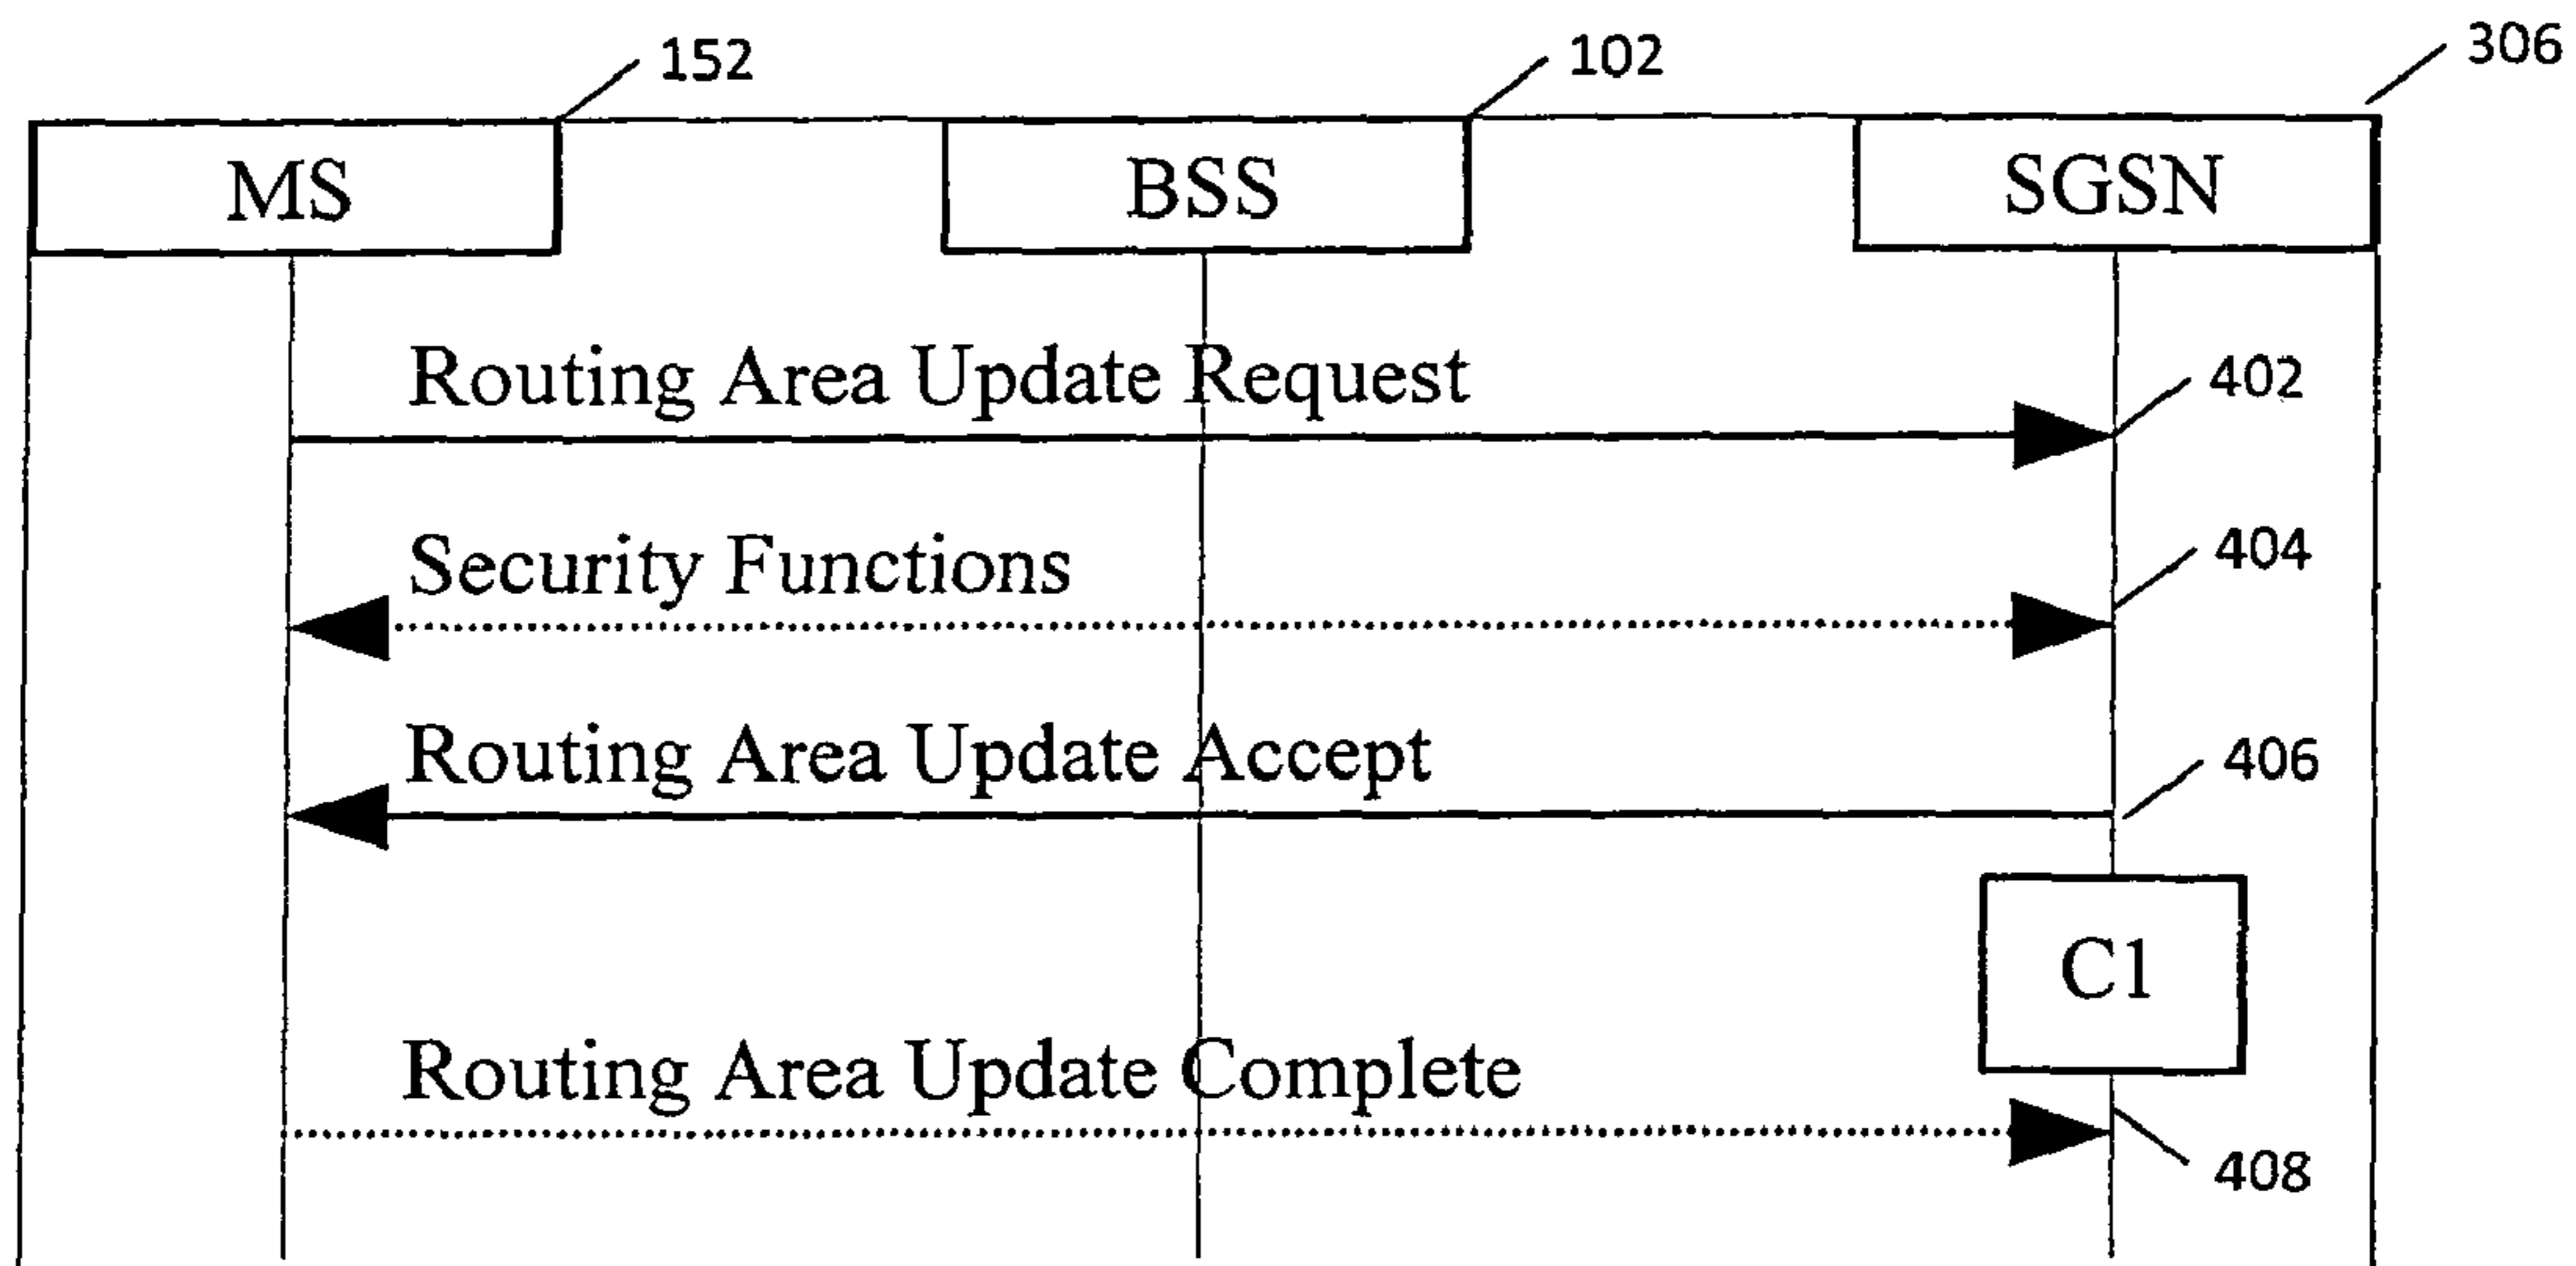 152
102
306
MS
BSS
SGSN
Routing Area Update Request
402
Security Functions
404
Routing Area Update Accept
406
C1
Routing Area Update Complete
408